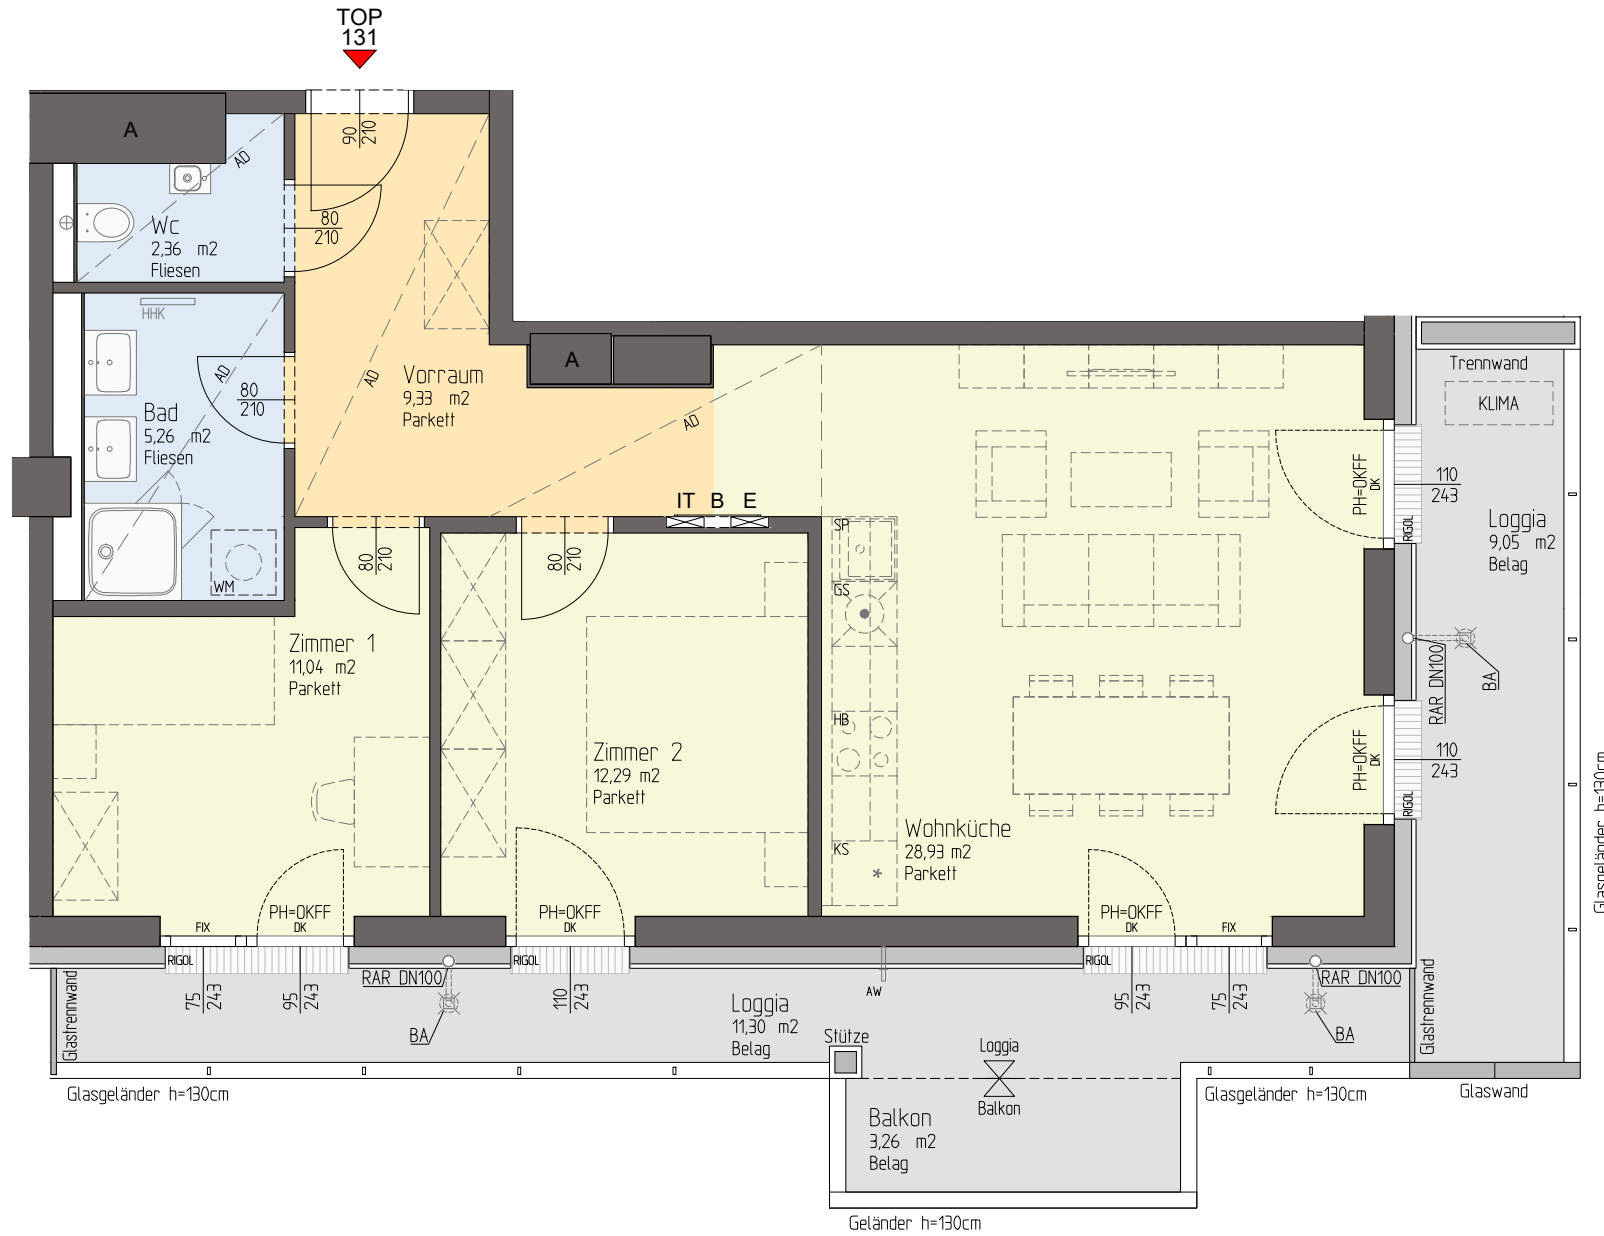 TOP
131
A
90
210
AD
Wc
2,36 m2
Fliesen
80
210
HHK
AD
80
210
Bad
5,26 m2
Fliesen
WM
AD
Vorraum
9,33 m2
Parkett
A
AD
IT B E
80
210
80
210
Zimmer 1
11,04 m2
Parkett
Zimmer 2
12,29 m2
Parkett
SP
GS
HB
KS
*
Wohnküche
28,93 m2
Parkett
Trennwand
KLIMA
PH=OKFF
DK
110
243
RIGOL
Loggia
9,05 m2
Belag
RAR DN100
BA
PH=OKFF
DK
110
243
RIGOL
Glasgeländer h=130cm
FIX
PH=OKFF
DK
PH=OKFF
DK
PH=OKFF
DK
FIX
RIGOL
RIGOL
RIGOL
Glastrennwand
75
243
95
243
RAR DN100
BA
110
243
Loggia
11,30 m2
Belag
AW
Stütze
95
243
75
243
RAR DN100
BA
Glastrennwand
Loggia
Balkon
Glasgeländer h=130cm
Glasgeländer h=130cm
Glaswand
Balkon
3,26 m2
Belag
Geländer h=130cm